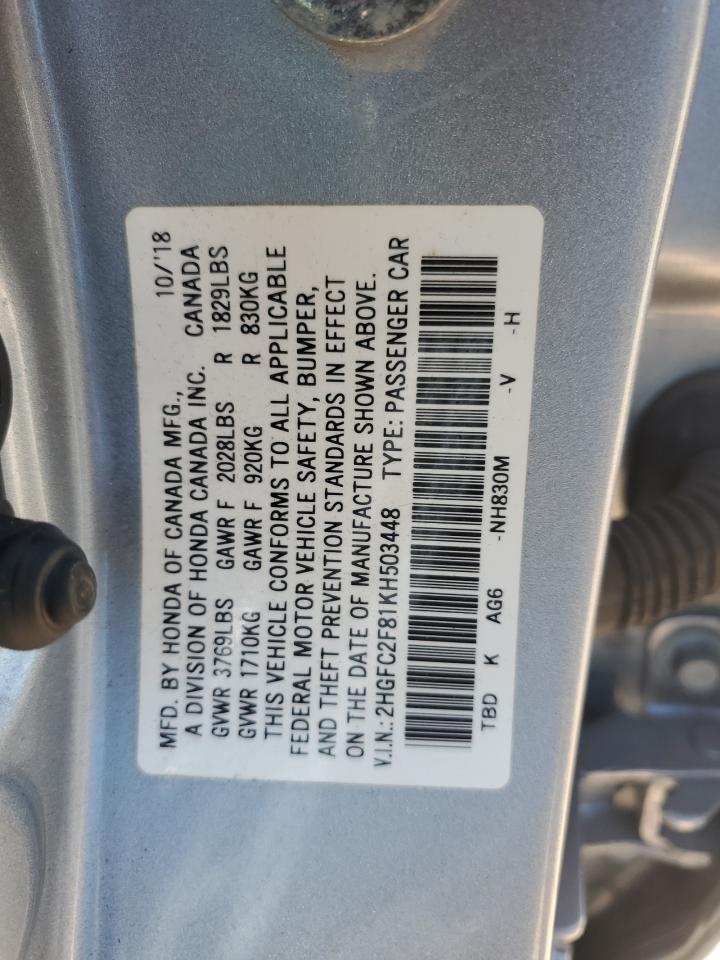 MFD. BY HONDA OF CANADA MFG., 10/'18
A DIVISION OF HONDA CANADA INC. CANADA
GVWR 3769LBS GAWR F 2028LBS R 1829LBS
GVWR 1710KG GAWR F 920KG R 830KG
THIS VEHICLE CONFORMS TO ALL APPLICABLE
FEDERAL MOTOR VEHICLE SAFETY, BUMPER,
AND THEFT PREVENTION STANDARDS IN EFFECT
ON THE DATE OF MANUFACTURE SHOWN ABOVE.
V.I.N.: 2HGFC2F81KH503448 TYPE: PASSENGER CAR
TBD K AG6 -NH830M -V -H